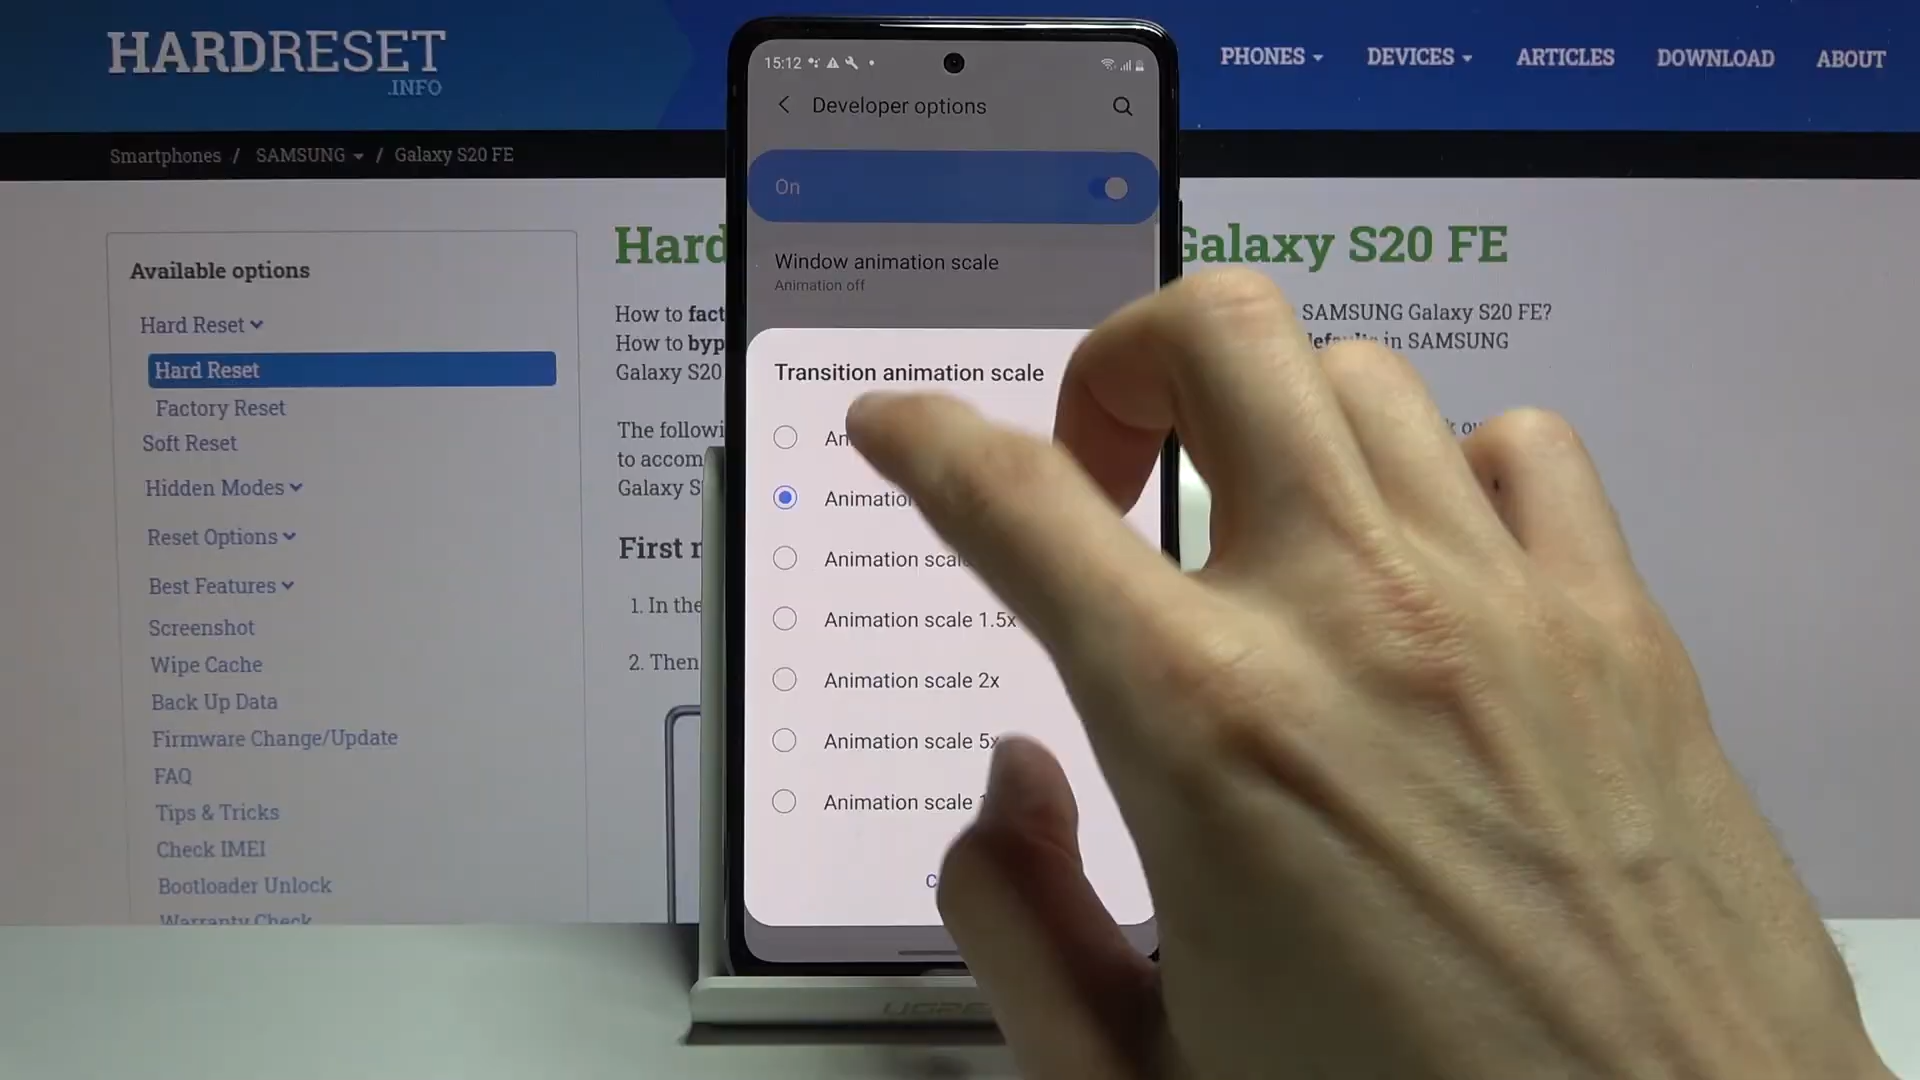 HARDRESET
.INFO
PHONES
DEVICES
ARTICLES
DOWNLOAD
ABOUT
Smartphones / SAMSUNG / Galaxy S20 FE
Available options
Hard Reset
Hard Reset
Factory Reset
Soft Reset
Hidden Modes
Reset Options
Best Features
Screenshot
Wipe Cache
Back Up Data
Firmware Change/Update
FAQ
Tips & Tricks
Check IMEI
Bootloader Unlock
Warranty Check
Hard
Galaxy S20 FE
How to
SAMSUNG Galaxy S20 FE?
How to
in SAMSUNG
Galaxy S20
The
to
Galaxy
First
1. In the
2. Then
15:12
Developer options
On
Window animation scale
Animation off
Transition animation scale
Animation
Animation scale 1.5x
Animation scale 2x
Animation scale 5x
Animation scale